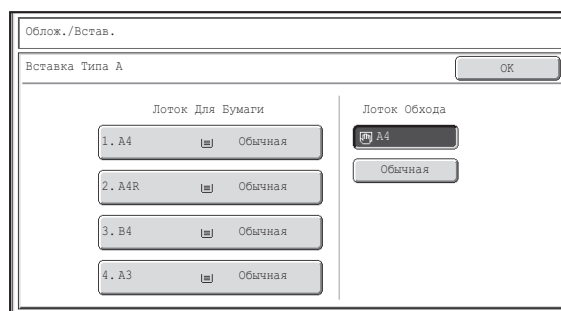 Облож./Встав.
Вставка Типа А
OK
Лоток Для Бумаги
1. A4 Обычная
2. A4R Обычная
3. B4 Обычная
4. A3 Обычная
Лоток Обхода
A4
Обычная